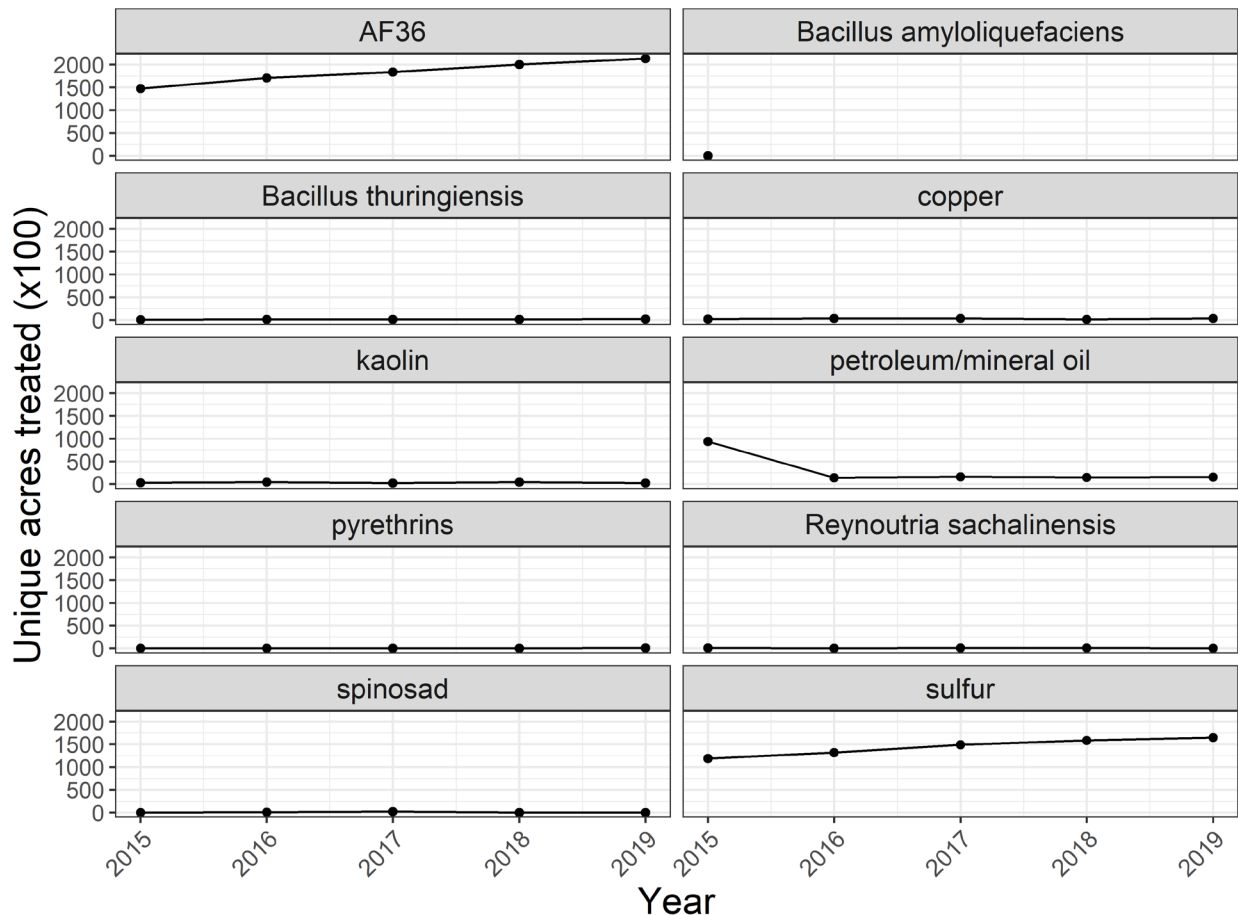 AF36
Bacillus amyloliquefaciens
2000
1500
1000
500
0
Bacillus thuringiensis
copper
2000
1500
1000
500
0
kaolin
petroleum/mineral oil
2000
1500
1000
500
0
pyrethrins
Reynoutria sachalinensis
2000
1500
1000
500
0
spinosad
sulfur
2000
1500
1000
500
0
2015 2016 2017 2018 2019 2015 2016 2017 2018 2019
Year
Unique acres treated (x100)